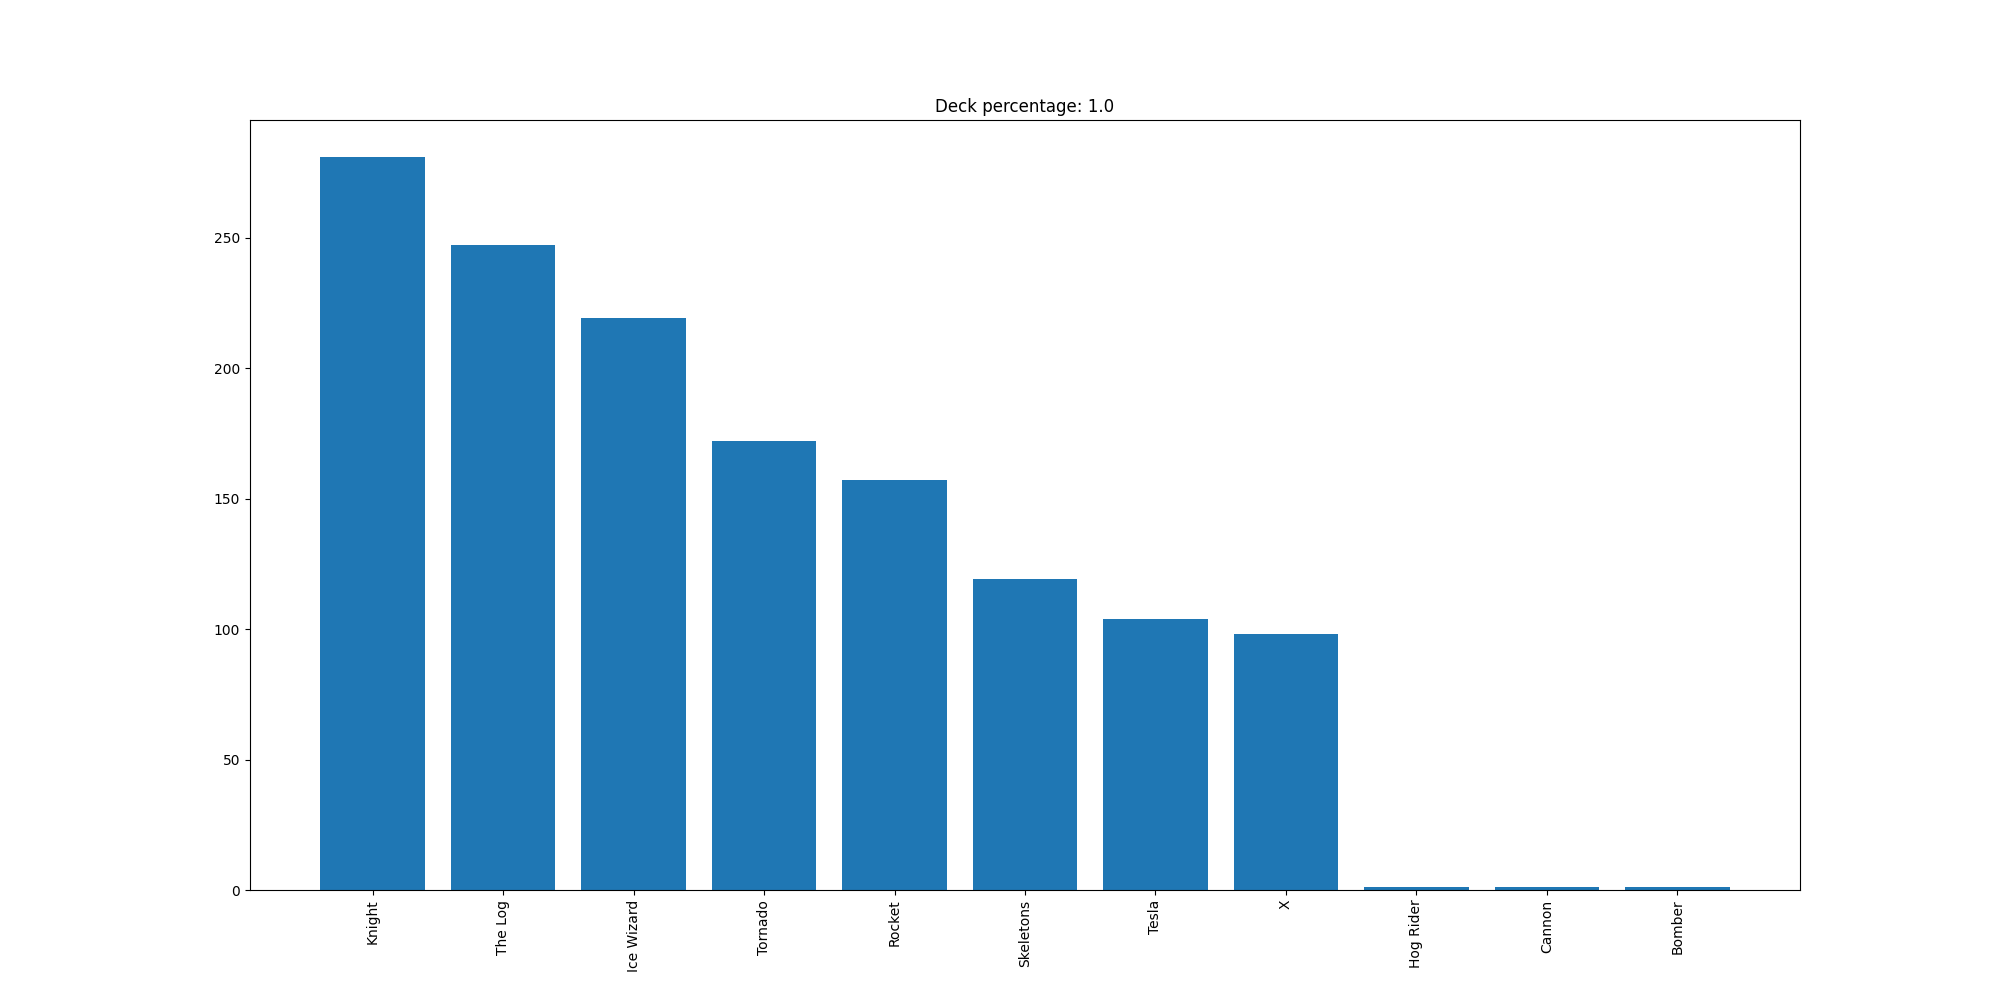 Deck percentage: 1.0
250
200
150
100
50
0
Knight
The Log
Ice Wizard
Tornado
Rocket
Skeletons
Tesla
X
Hog Rider
Cannon
Bomber